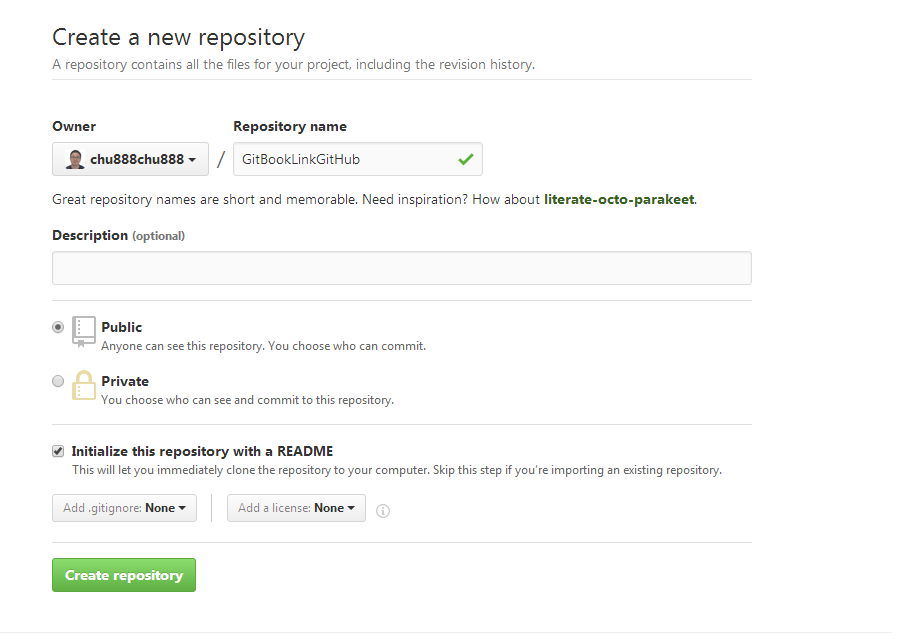 Create a new repository
A repository contains all the files for your project, including the revision history.
Owner
Repository name
chu888chu888
/
GitBookLinkGitHub
Great repository names are short and memorable. Need inspiration? How about literate-octo-parakeet.
Description (optional)
Public
Anyone can see this repository. You choose who can commit.
Private
You choose who can see and commit to this repository.
Initialize this repository with a README
This will let you immediately clone the repository to your computer. Skip this step if you’re importing an existing repository.
Add .gitignore: None
Add a license: None
Create repository